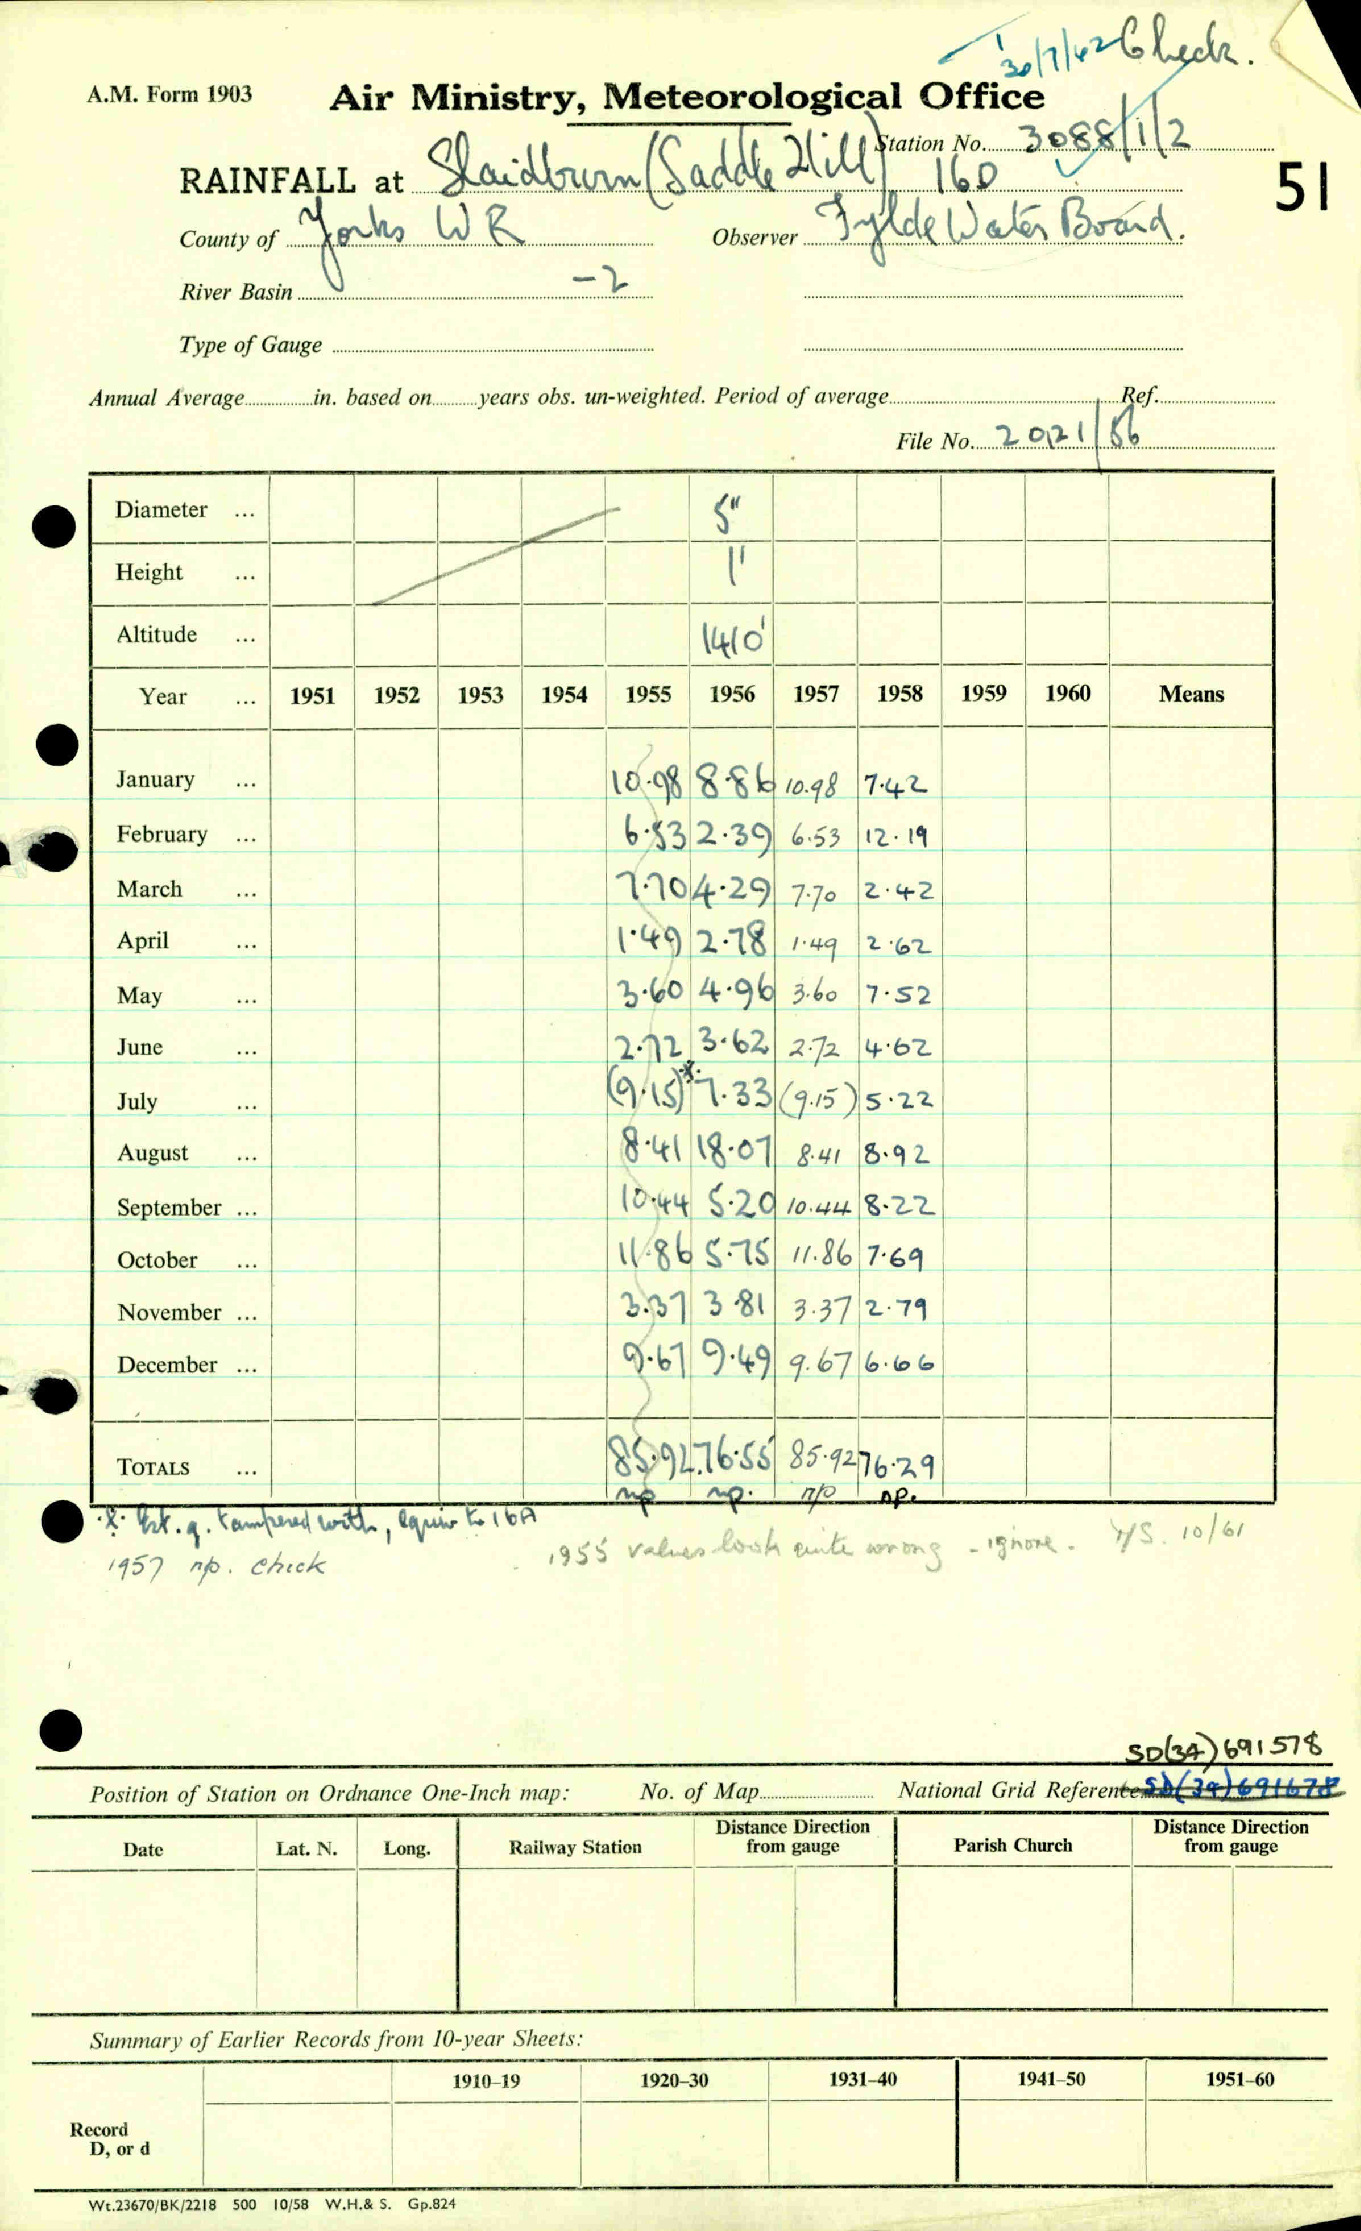 30/7/62 Check.
A.M. Form 1903 Air Ministry, Meteorological Office
Station No. 3088/1/2
RAINFALL at Slaidburn (Saddle Hill) 16D
51
County of Yorks WR Observer Fylde Water Board.
River Basin -2
Type of Gauge
Annual Average in. based on years obs. un-weighted. Period of average Ref.
File No. 2021/56
Diameter ... 5"
Height ... 1'
Altitude ... 1410'
Year ... 1951 1952 1953 1954 1955 1956 1957 1958 1959 1960 Means
January ... 10.98 8.86 10.98 7.42
February ... 6.53 2.39 6.53 12.19
March ... 7.70 4.29 7.70 2.42
April ... 1.49 2.78 1.49 2.62
May ... 3.60 4.96 3.60 7.52
June ... 2.72 3.62 2.72 4.62
July ... (9.15)* 7.33 (9.15) 5.22
August ... 8.41 18.07 8.41 8.92
September ... 10.44 5.20 10.44 8.22
October ... 11.86 5.75 11.86 7.69
November ... 3.37 3.81 3.37 2.79
December ... 9.67 9.49 9.67 6.66
TOTALS ... 85.92 76.55 85.92 76.29
np np. np np.
* Est. g. tampered with, equiv to 16A
1957 np. check
1955 values look quite wrong - ignore. 10/61
SD(34)691578
Position of Station on Ordnance One-Inch map: No. of Map National Grid Reference SD(34)691678
Date Lat. N. Long. Railway Station Distance Direction from gauge Parish Church Distance Direction from gauge
Summary of Earlier Records from 10-year Sheets:
1910–19 1920–30 1931–40 1941–50 1951–60
Record
D, or d
Wt.23670/BK/2218 500 10/58 W.H.& S. Gp.824